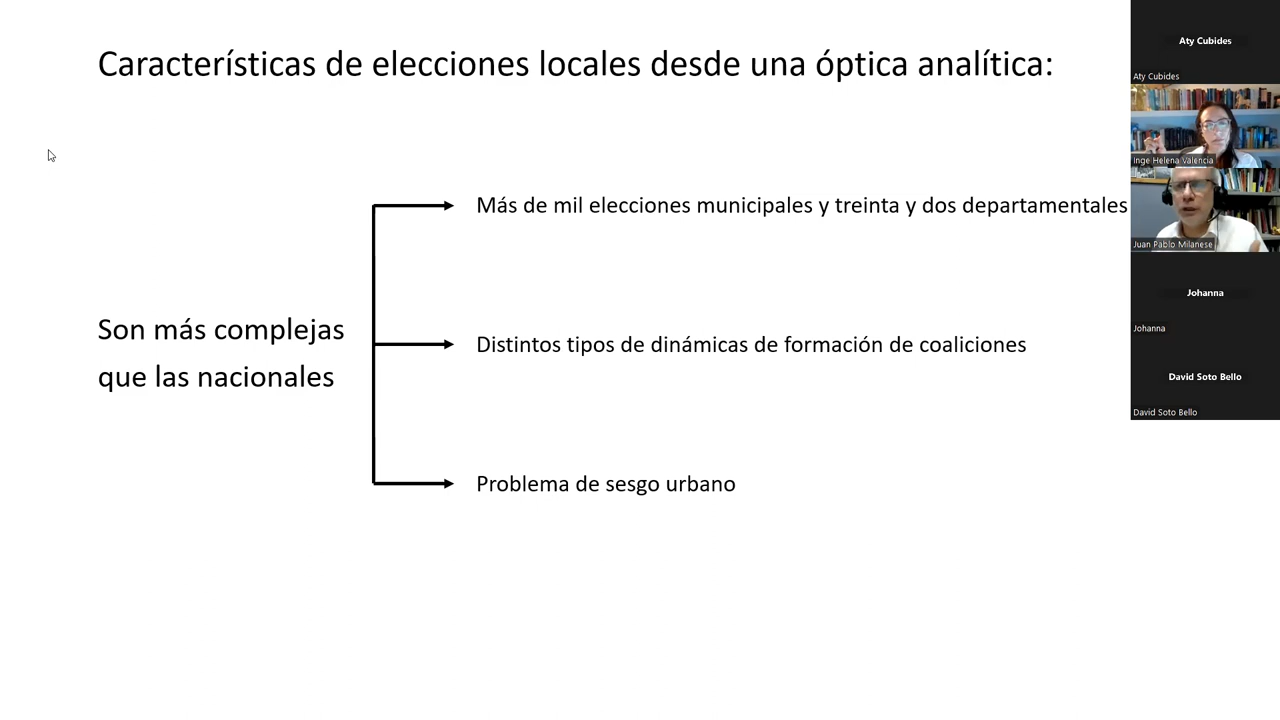 Características de elecciones locales desde una óptica analítica:
Más de mil elecciones municipales y treinta y dos departamentales
Son más complejas
que las nacionales
Distintos tipos de dinámicas de formación de coaliciones
Problema de sesgo urbano
Aty Cubides
Aty Cubides
Inge Helena Valencia
Juan Pablo Milanese
Johanna
Johanna
David Soto Bello
David Soto Bello